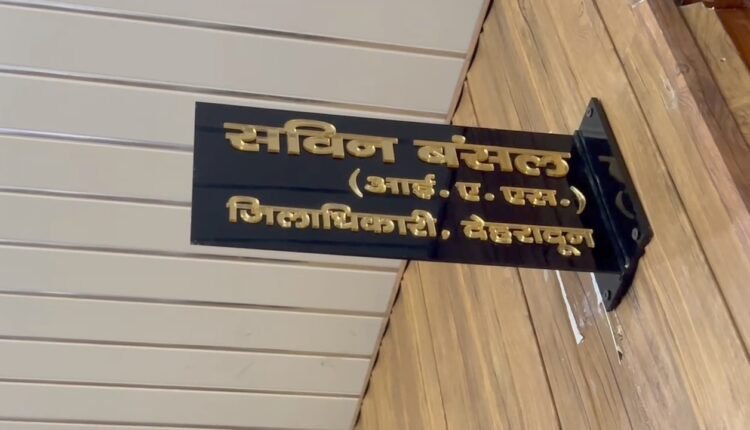 सविन बंसल
(आई.ए.एस.)
जिलाधिकारी, देहरादून